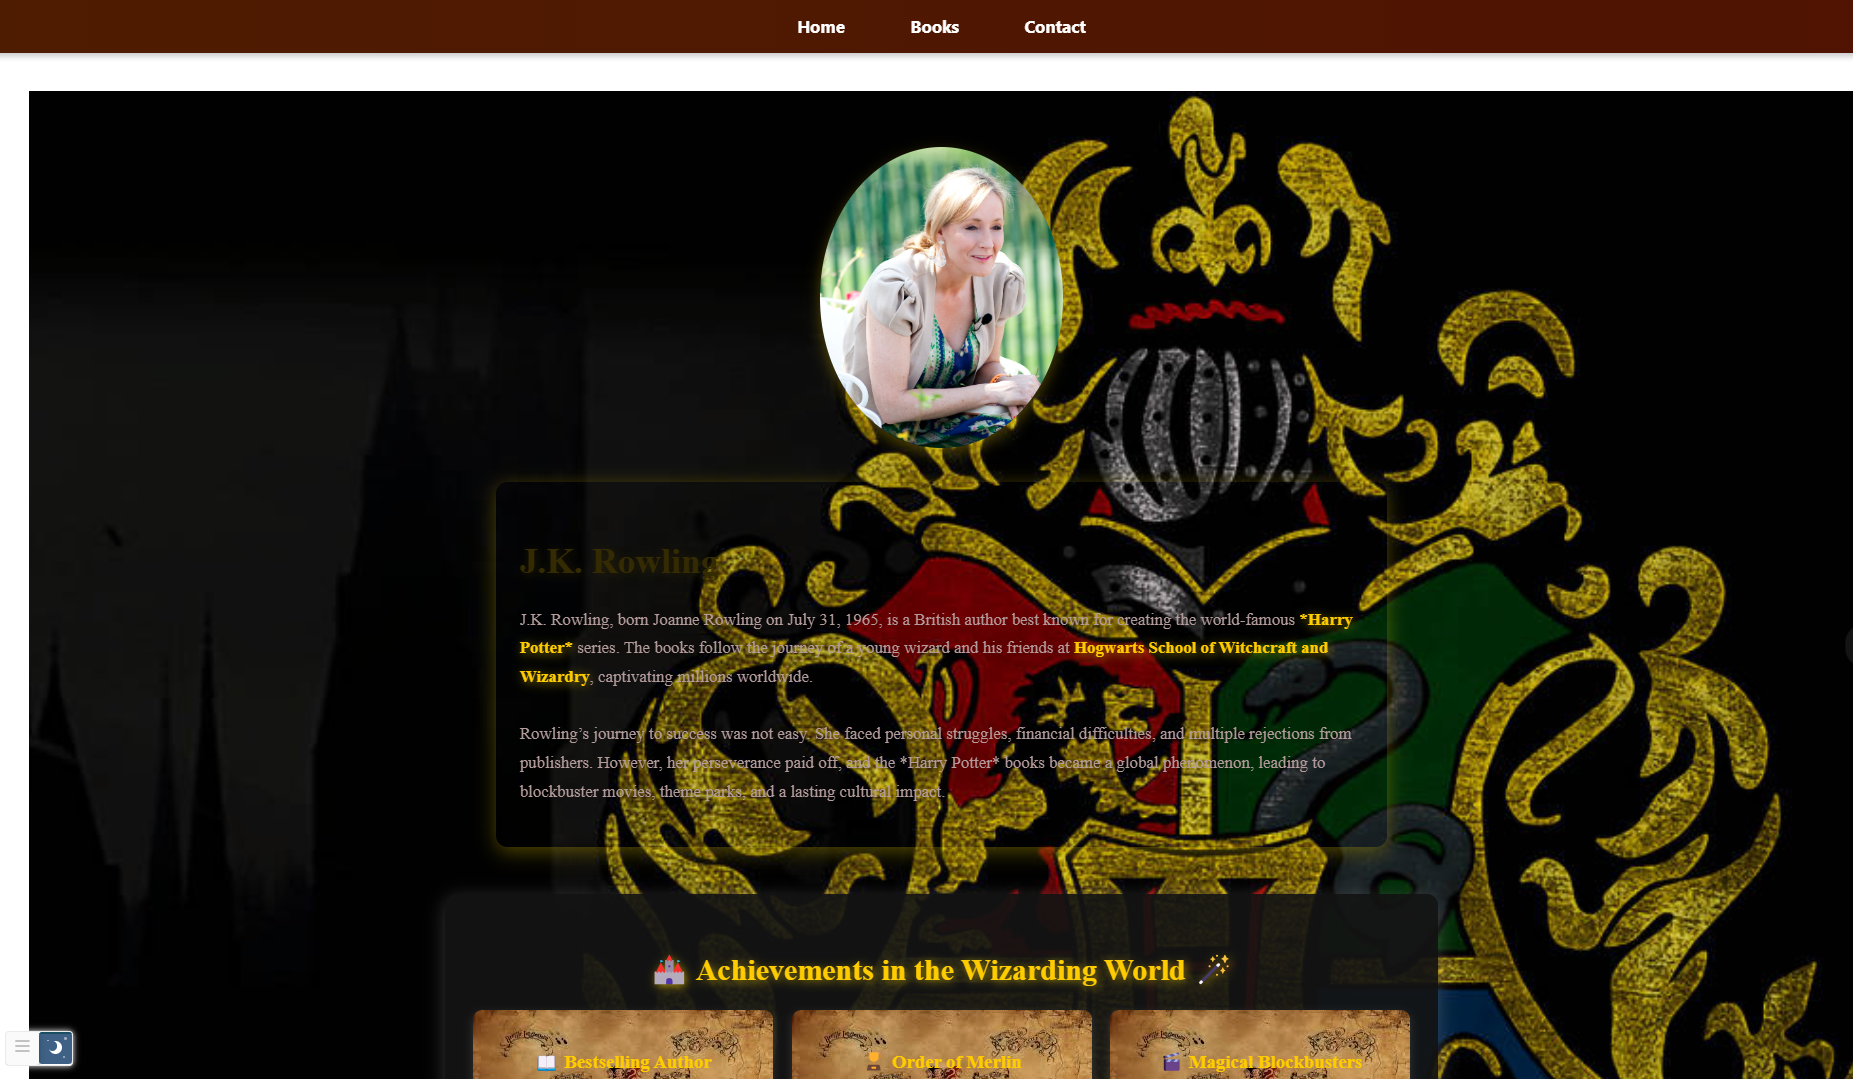 Home Books Contact
J.K. Rowling
J.K. Rowling, born Joanne Rowling on July 31, 1965, is a British author best known for creating the world-famous *Harry
Potter* series. The books follow the journey of a young wizard and his friends at Hogwarts School of Witchcraft and
Wizardry, captivating millions worldwide.
Rowling’s journey to success was not easy. She faced personal struggles, financial difficulties, and multiple rejections from
publishers. However, her perseverance paid off, and the *Harry Potter* books became a global phenomenon, leading to
blockbuster movies, theme parks, and a lasting cultural impact.
🏰 Achievements in the Wizarding World 🪄
📖 Bestselling Author 🏆 Order of Merlin 🎬 Magical Blockbusters